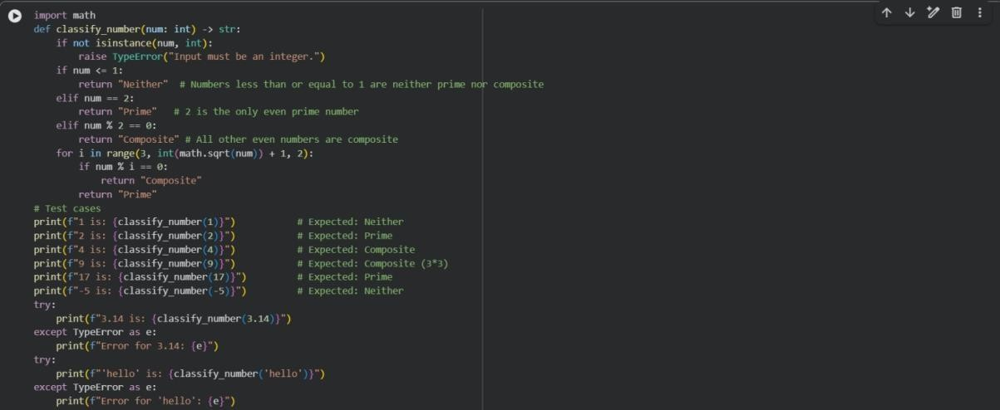 import math
def classify_number(num: int) -> str:
    if not isinstance(num, int):
        raise TypeError("Input must be an integer.")
    if num <= 1:
        return "Neither"  # Numbers less than or equal to 1 are neither prime nor composite
    elif num == 2:
        return "Prime"   # 2 is the only even prime number
    elif num % 2 == 0:
        return "Composite" # All other even numbers are composite
    for i in range(3, int(math.sqrt(num)) + 1, 2):
        if num % i == 0:
            return "Composite"
        return "Prime"
# Test cases
print(f"1 is: {classify_number(1)}")           # Expected: Neither
print(f"2 is: {classify_number(2)}")           # Expected: Prime
print(f"4 is: {classify_number(4)}")           # Expected: Composite
print(f"9 is: {classify_number(9)}")           # Expected: Composite (3*3)
print(f"17 is: {classify_number(17)}")         # Expected: Prime
print(f"-5 is: {classify_number(-5)}")         # Expected: Neither
try:
    print(f"3.14 is: {classify_number(3.14)}")
except TypeError as e:
    print(f"Error for 3.14: {e}")
try:
    print(f"'hello' is: {classify_number('hello')}")
except TypeError as e:
    print(f"Error for 'hello': {e}")